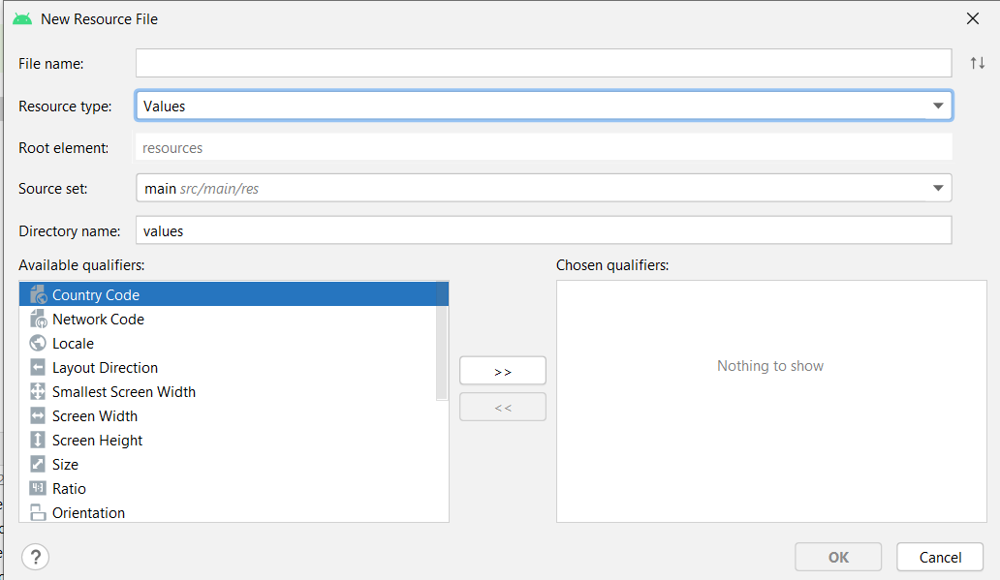 New Resource File
File name:
Resource type: Values
Root element: resources
Source set: main src/main/res
Directory name: values
Available qualifiers:
Chosen qualifiers:
Country Code
Network Code
Locale
Layout Direction
Smallest Screen Width
Screen Width
Screen Height
Size
4:3 Ratio
Orientation
>>
<<
Nothing to show
?
OK
Cancel